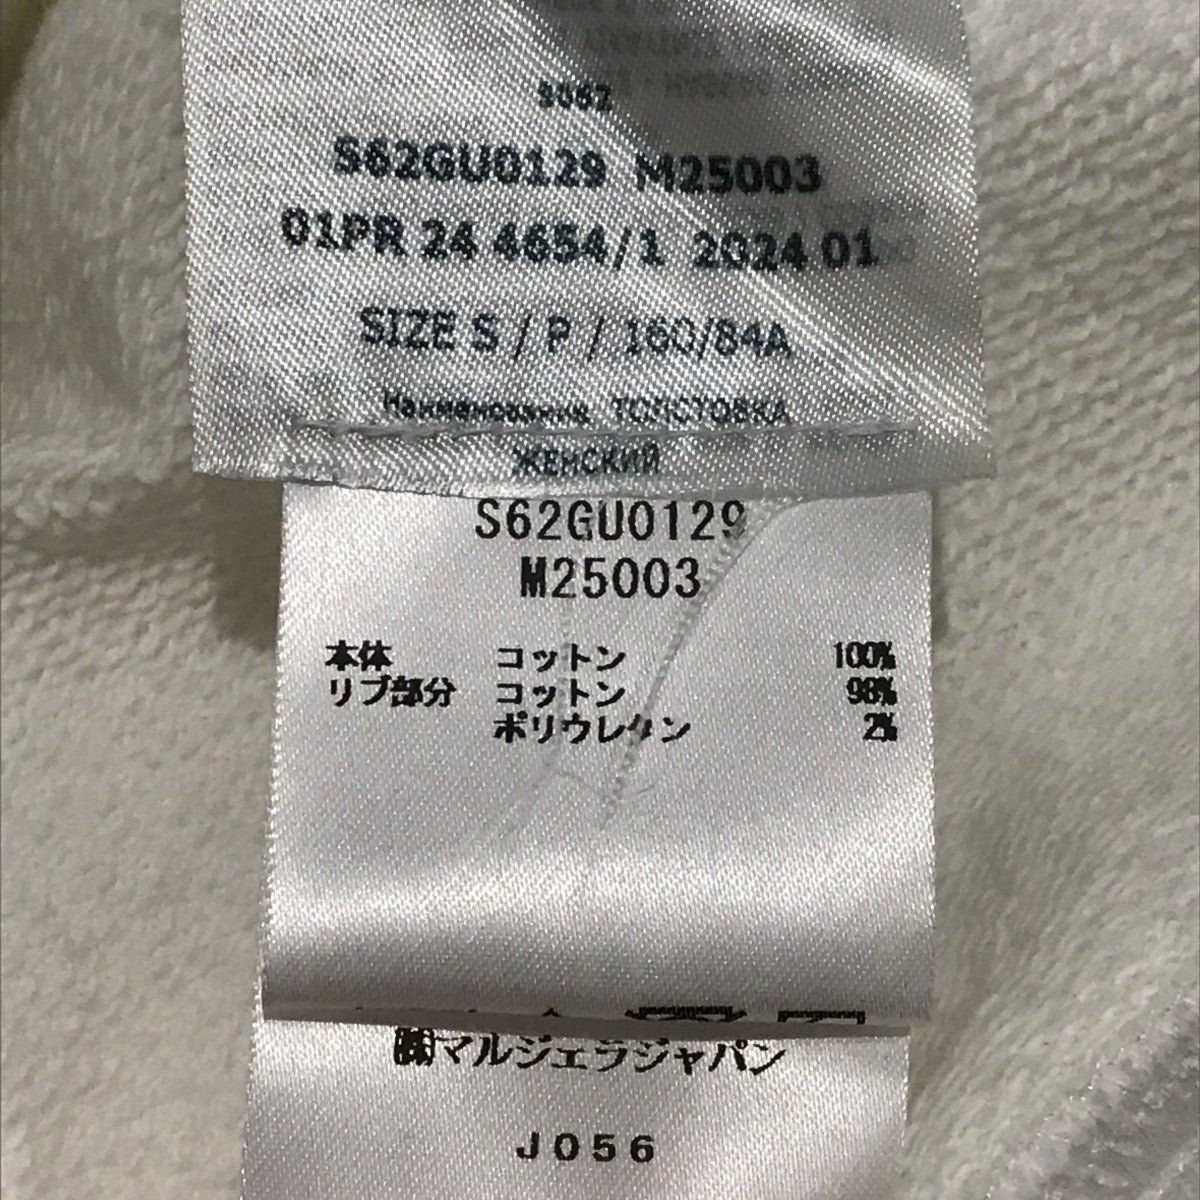 S62GU0129 M25003
01PR 24 4654/1 2024 01
SIZE S / P / 160/84A
Наименование ТОЛСТОВКА
ЖЕНСКИЙ
S62GU0129
M25003
本体 コットン 100%
リブ部分 コットン 98%
ポリウレタン 2%
㈱マルジェラジャパン
J056